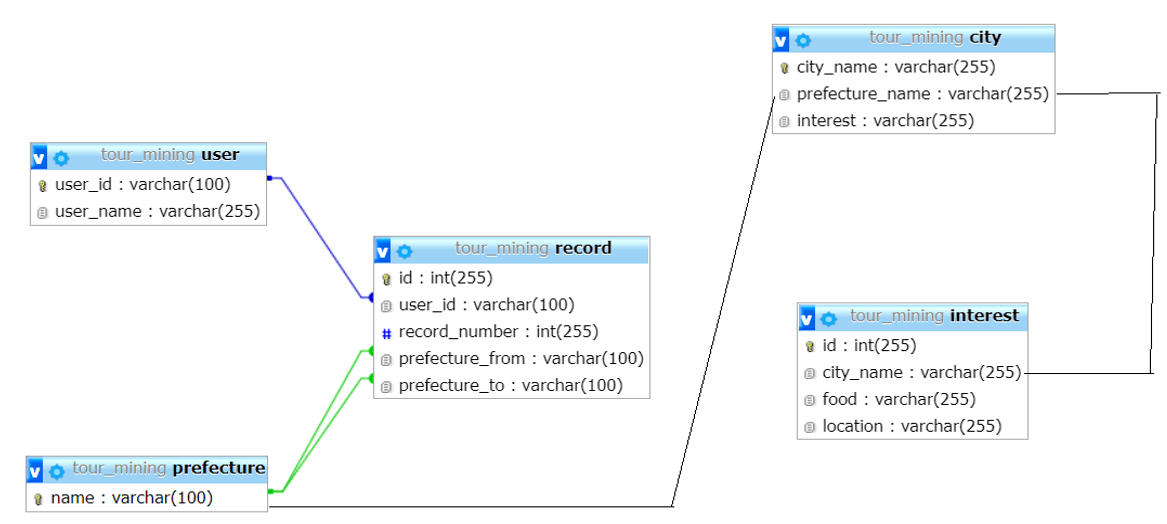 v tour_mining user
user_id : varchar(100)
user_name : varchar(255)
v tour_mining record
id : int(255)
user_id : varchar(100)
# record_number : int(255)
prefecture_from : varchar(100)
prefecture_to : varchar(100)
v tour_mining prefecture
name : varchar(100)
v tour_mining city
city_name : varchar(255)
prefecture_name : varchar(255)
interest : varchar(255)
v tour_mining interest
id : int(255)
city_name : varchar(255)
food : varchar(255)
location : varchar(255)